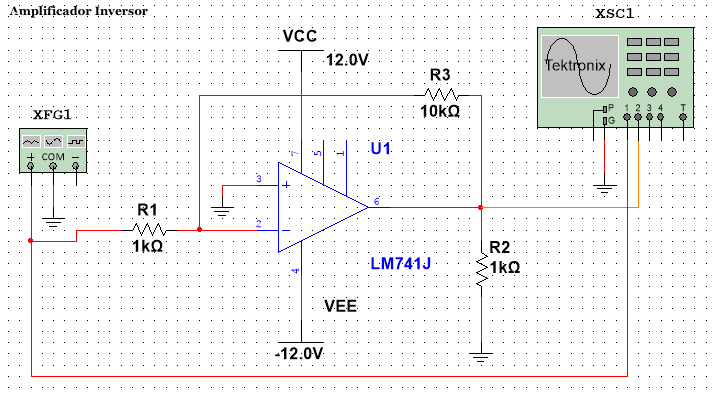 Amplificador Inversor
XSC1
VCC
12.0V
Tektronix
R3
10kΩ
P
G
1 2 3 4 T
XFG1
+ COM −
U1
7 5 1
3
+
6
R1
1kΩ
2
−
LM741J
4
R2
1kΩ
VEE
-12.0V